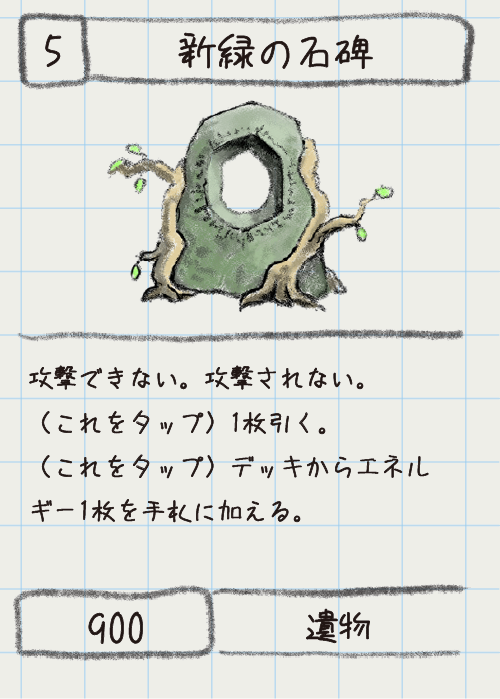 5
新緑の石碑
攻撃できない。攻撃されない。
（これをタップ）1枚引く。
（これをタップ）デッキからエネル
ギー1枚を手札に加える。
900
遺物